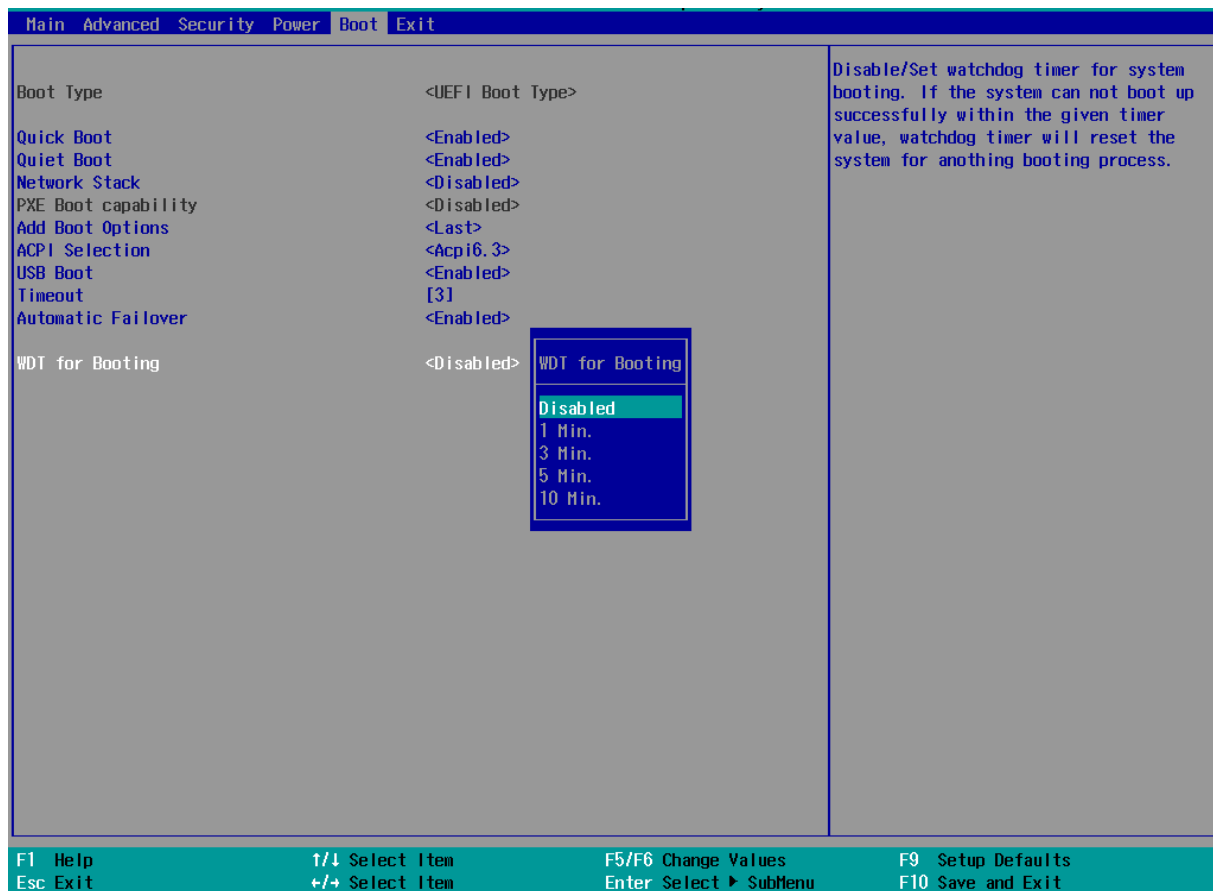 Main Advanced Security Power Boot Exit
Boot Type <UEFI Boot Type>
Quick Boot <Enabled>
Quiet Boot <Enabled>
Network Stack <Disabled>
PXE Boot capability <Disabled>
Add Boot Options <Last>
ACPI Selection <Acpi6.3>
USB Boot <Enabled>
Timeout [3]
Automatic Failover <Enabled>
WDT for Booting <Disabled>
WDT for Booting
Disabled
1 Min.
3 Min.
5 Min.
10 Min.
Disable/Set watchdog timer for system
booting. If the system can not boot up
successfully within the given timer
value, watchdog timer will reset the
system for anothing booting process.
F1 Help ↑/↓ Select Item F5/F6 Change Values F9 Setup Defaults
Esc Exit ←/→ Select Item Enter Select ▶ SubMenu F10 Save and Exit